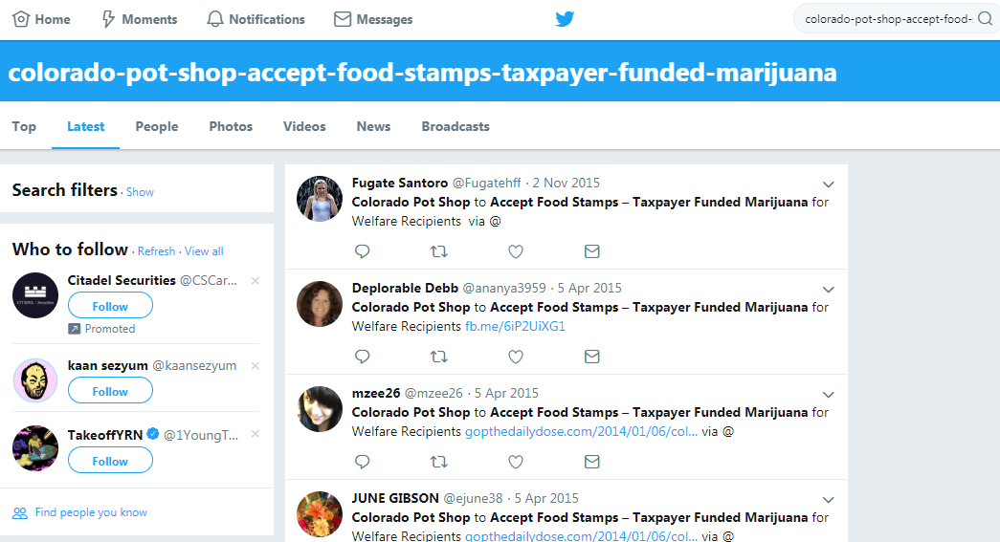 Home Moments Notifications Messages colorado-pot-shop-accept-food-
colorado-pot-shop-accept-food-stamps-taxpayer-funded-marijuana
Top Latest People Photos Videos News Broadcasts
Search filters · Show
Who to follow · Refresh · View all
Citadel Securities @CSCar...
CITADEL | Securities
Follow
Promoted
kaan sezyum @kaansezyum
Follow
TakeoffYRN @1YoungT...
Follow
Find people you know
Fugate Santoro @Fugatehff · 2 Nov 2015
Colorado Pot Shop to Accept Food Stamps – Taxpayer Funded Marijuana for
Welfare Recipients via @
Deplorable Debb @ananya3959 · 5 Apr 2015
Colorado Pot Shop to Accept Food Stamps – Taxpayer Funded Marijuana for
Welfare Recipients fb.me/6iP2UiXG1
mzee26 @mzee26 · 5 Apr 2015
Colorado Pot Shop to Accept Food Stamps – Taxpayer Funded Marijuana for
Welfare Recipients gopthedailydose.com/2014/01/06/col... via @
JUNE GIBSON @ejune38 · 5 Apr 2015
Colorado Pot Shop to Accept Food Stamps – Taxpayer Funded Marijuana for
Welfare Recipients gopthedailydose.com/2014/01/06/col... via @